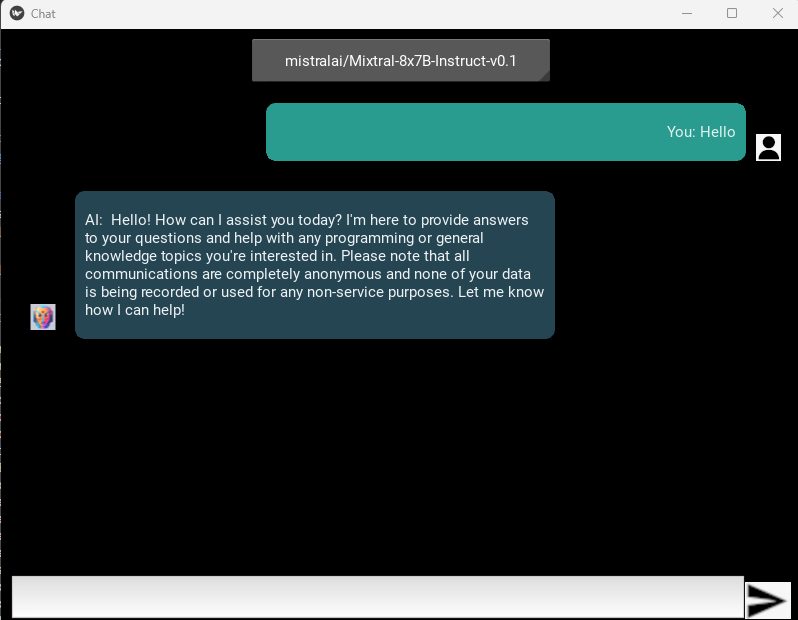 Chat
mistralai/Mixtral-8x7B-Instruct-v0.1
You: Hello
AI:  Hello! How can I assist you today? I'm here to provide answers
to your questions and help with any programming or general
knowledge topics you're interested in. Please note that all
communications are completely anonymous and none of your data
is being recorded or used for any non-service purposes. Let me know
how I can help!